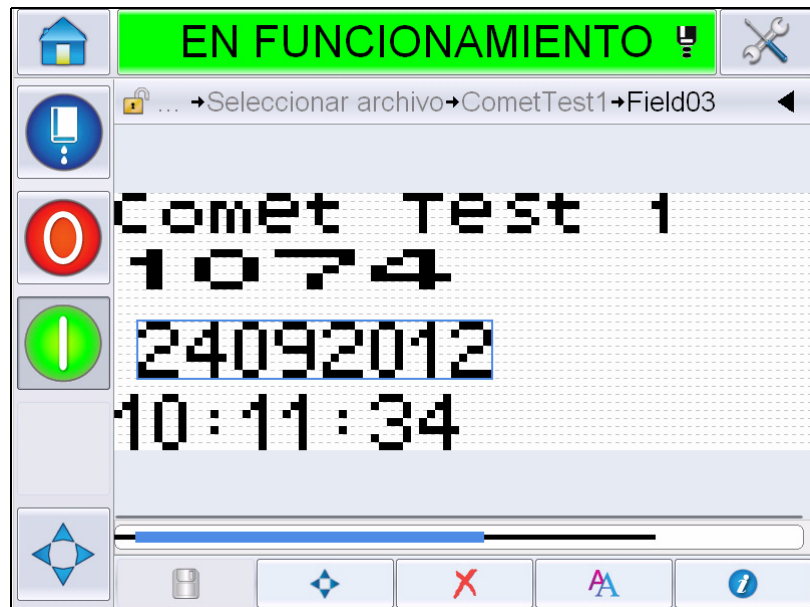 EN FUNCIONAMIENTO
... →Seleccionar archivo→CometTest1→Field03
Comet Test 1
1074
24092012
10:11:34